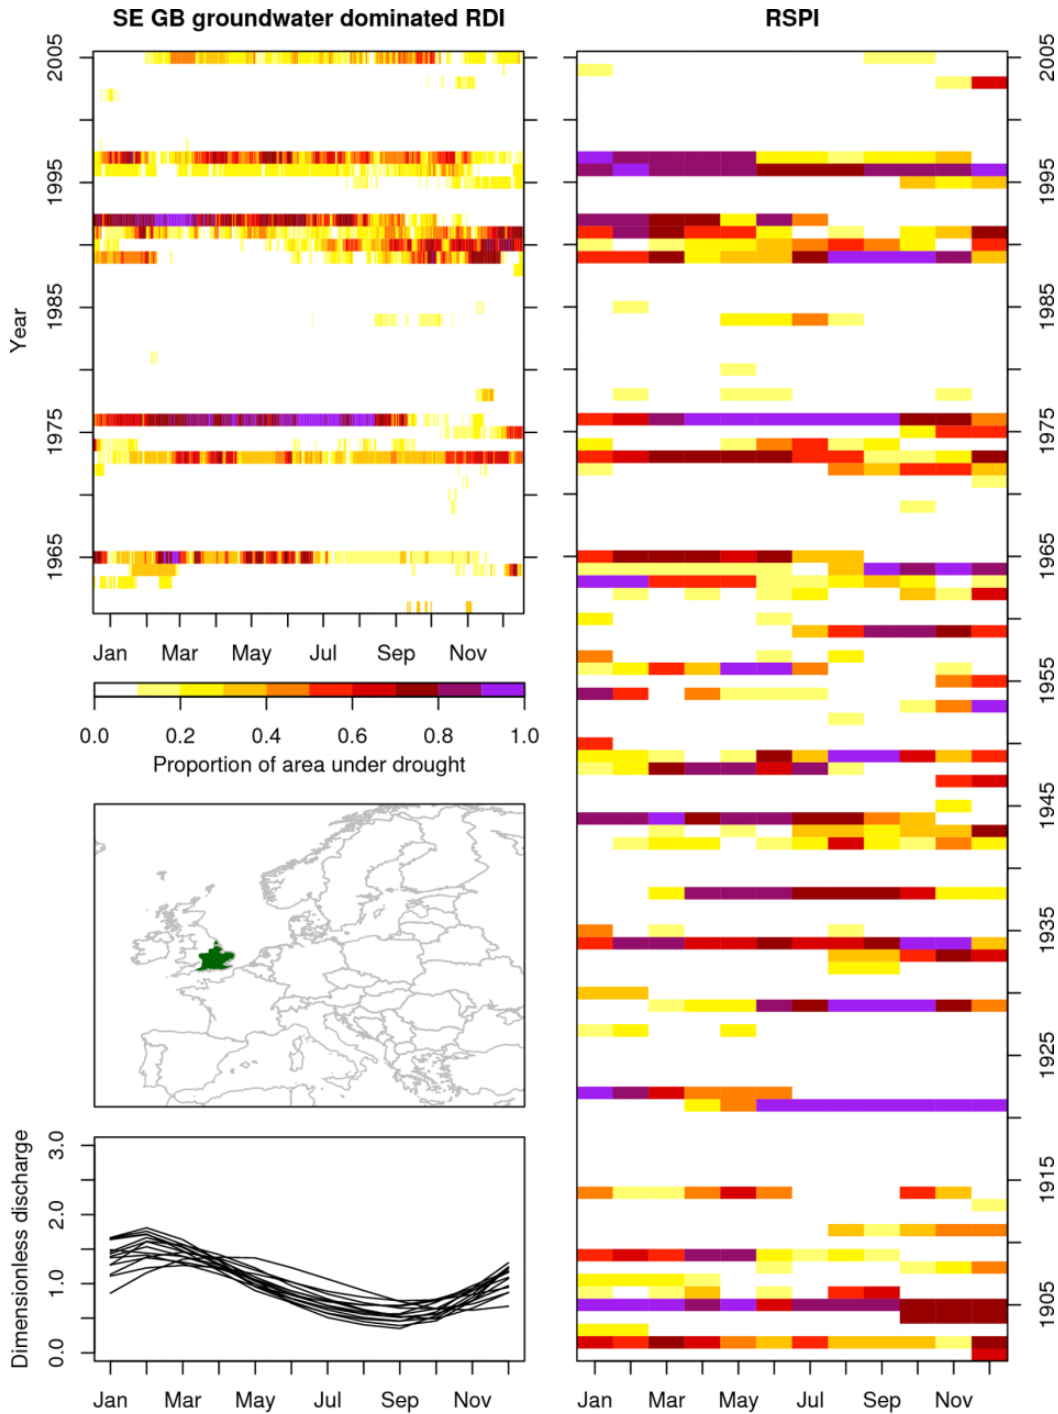 SE GB groundwater dominated RDI
RSPI
Year
2005
1995
1985
1975
1965
Jan Mar May Jul Sep Nov
0.0 0.2 0.4 0.6 0.8 1.0
Proportion of area under drought
Dimensionless discharge
3.0
2.0
1.0
0.0
Jan Mar May Jul Sep Nov
2005
1995
1985
1975
1965
1955
1945
1935
1925
1915
1905
Jan Mar May Jul Sep Nov